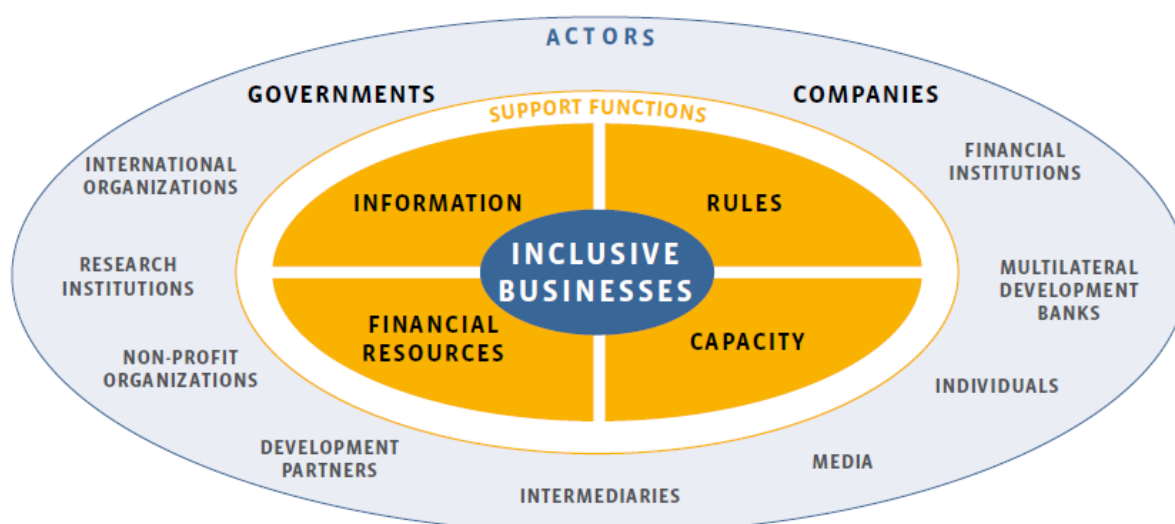 ACTORS
GOVERNMENTS
COMPANIES
SUPPORT FUNCTIONS
INTERNATIONAL
ORGANIZATIONS
FINANCIAL
INSTITUTIONS
INFORMATION
RULES
INCLUSIVE
BUSINESSES
RESEARCH
INSTITUTIONS
MULTILATERAL
DEVELOPMENT
BANKS
FINANCIAL
RESOURCES
CAPACITY
NON-PROFIT
ORGANIZATIONS
INDIVIDUALS
DEVELOPMENT
PARTNERS
MEDIA
INTERMEDIARIES